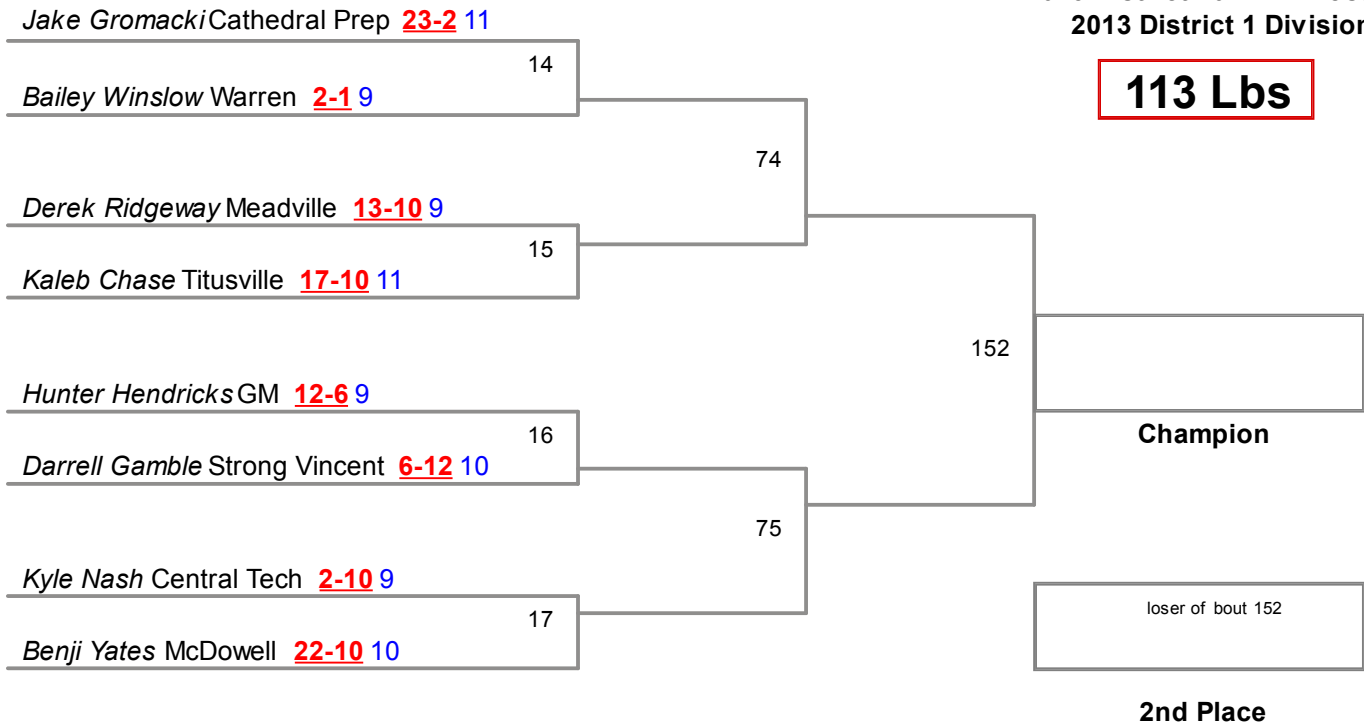 Jake Gromacki Cathedral Prep 23-2 11
2013 District 1 Division
14
113 Lbs
Bailey Winslow Warren 2-1 9
74
Derek Ridgeway Meadville 13-10 9
15
Kaleb Chase Titusville 17-10 11
152
Hunter Hendricks GM 12-6 9
16
Champion
Darrell Gamble Strong Vincent 6-12 10
75
Kyle Nash Central Tech 2-10 9
loser of bout 152
17
Benji Yates McDowell 22-10 10
2nd Place